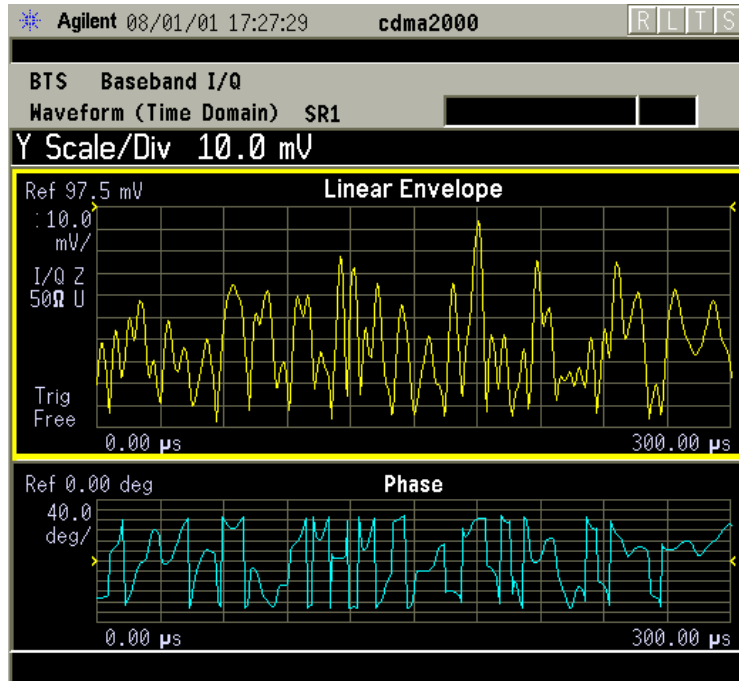 Agilent 08/01/01 17:27:29 cdma2000 R L T S
BTS Baseband I/Q
Waveform (Time Domain) SR1
Y Scale/Div 10.0 mV
Ref 97.5 mV Linear Envelope
:10.0
mV/
I/Q Z
50Ω U
Trig
Free
0.00 µs 300.00 µs
Ref 0.00 deg Phase
40.0
deg/
0.00 µs 300.00 µs